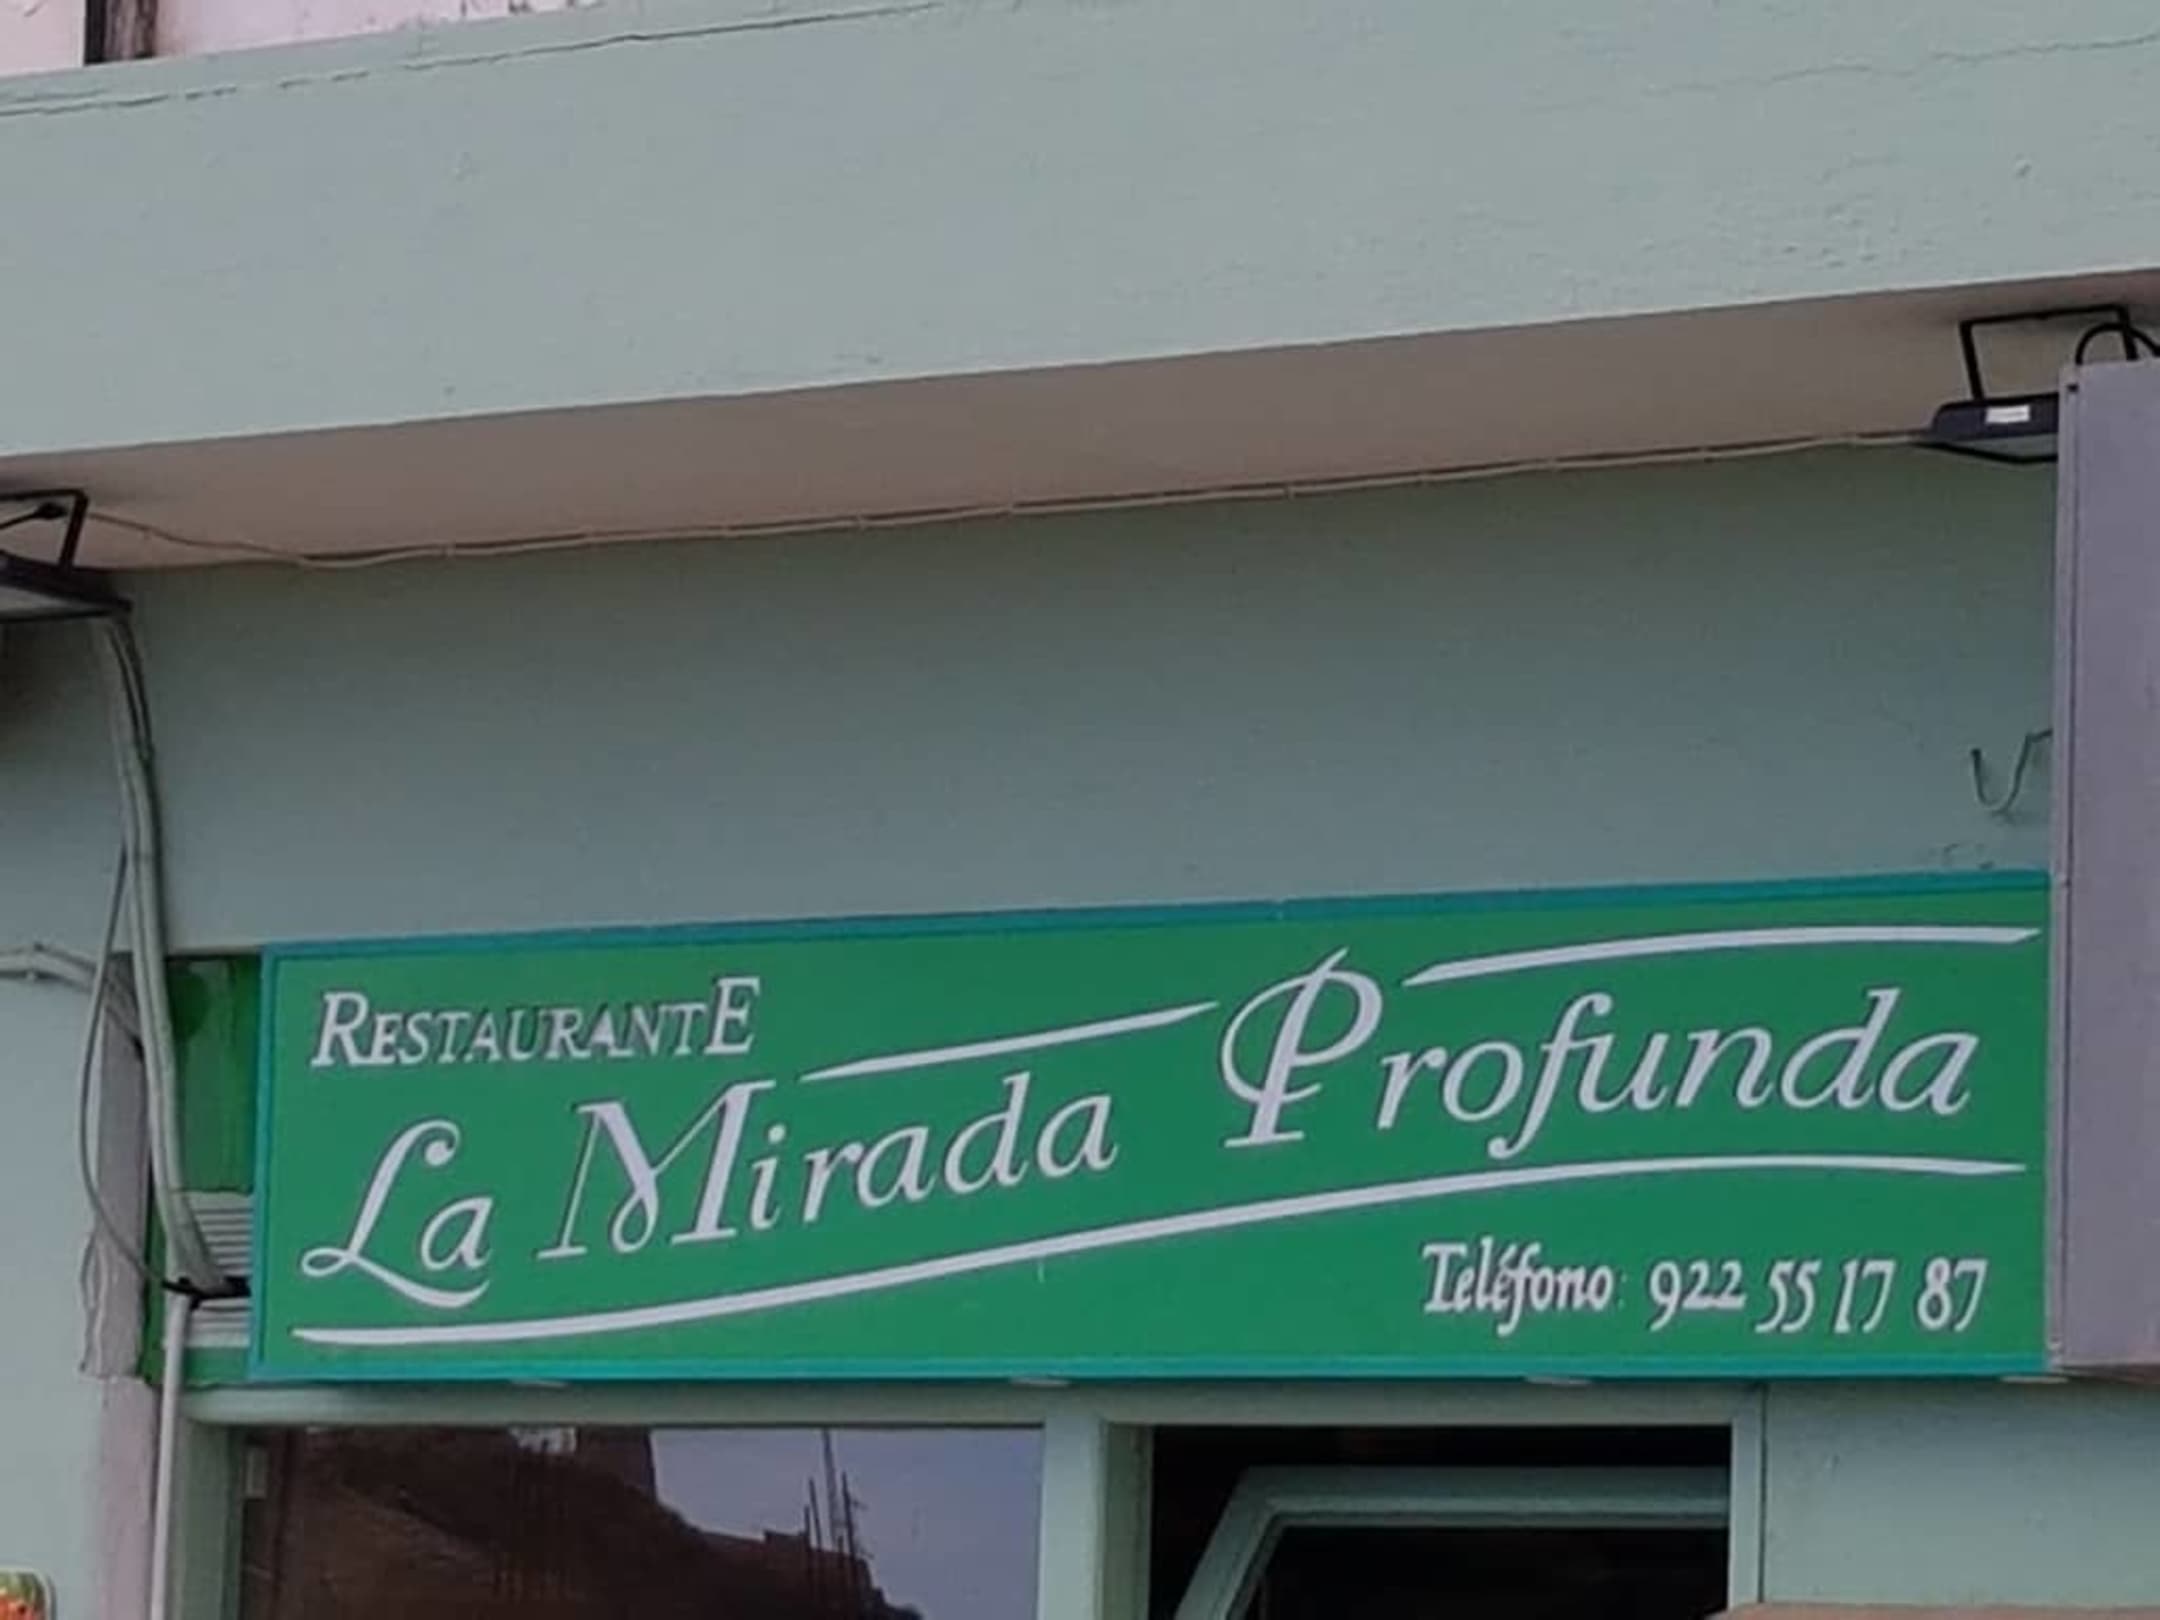 RESTAURANTE
La Mirada Profunda
Teléfono: 922 55 17 87